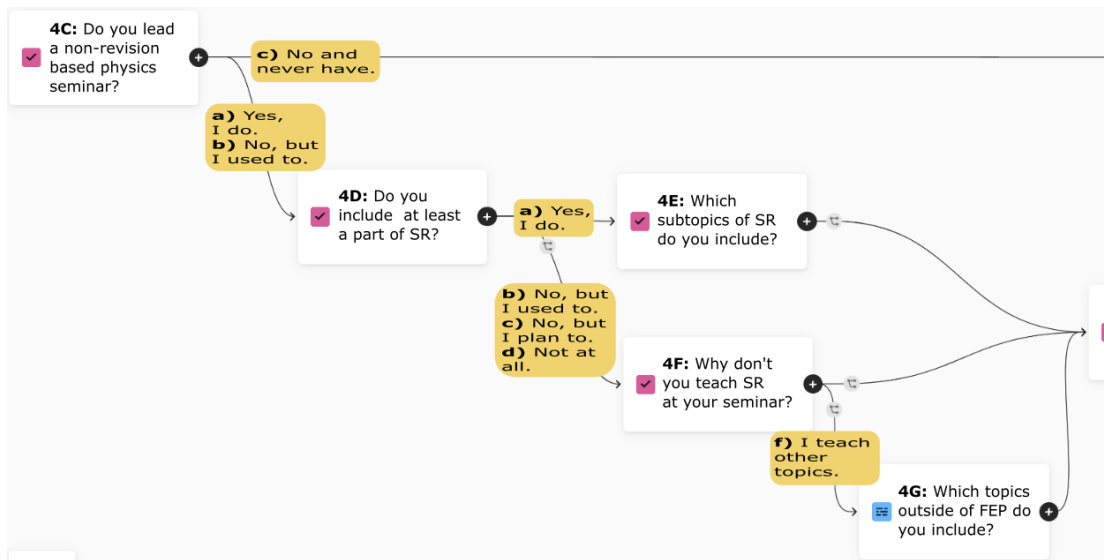 4C: Do you lead
a non-revision
based physics
seminar?
c) No and
never have.
a) Yes,
I do.
b) No, but
I used to.
4D: Do you
include  at least
a part of SR?
a) Yes,
I do.
4E: Which
subtopics of SR
do you include?
b) No, but
I used to.
c) No, but
I plan to.
d) Not at
all.
4F: Why don't
you teach SR
at your seminar?
f) I teach
other
topics.
4G: Which topics
outside of FEP do
you include?